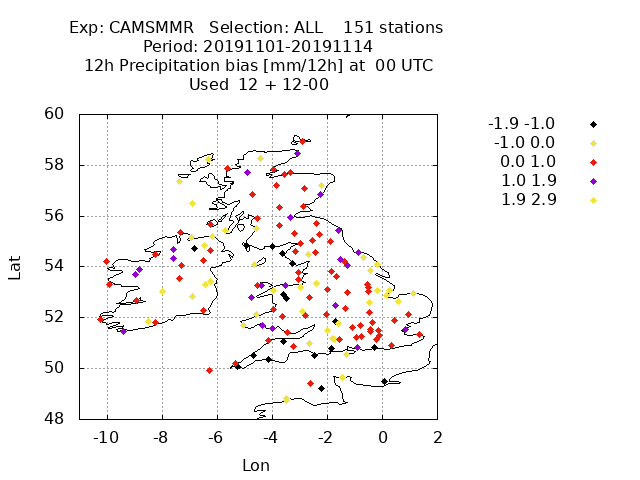 Exp: CAMSMMR   Selection: ALL    151 stations
Period: 20191101-20191114
12h Precipitation bias [mm/12h] at  00 UTC
Used  12 + 12-00
-1.9 -1.0
-1.0 0.0
0.0 1.0
1.0 1.9
1.9 2.9
60
58
56
54
52
50
48
Lat
-10 -8 -6 -4 -2 0 2
Lon